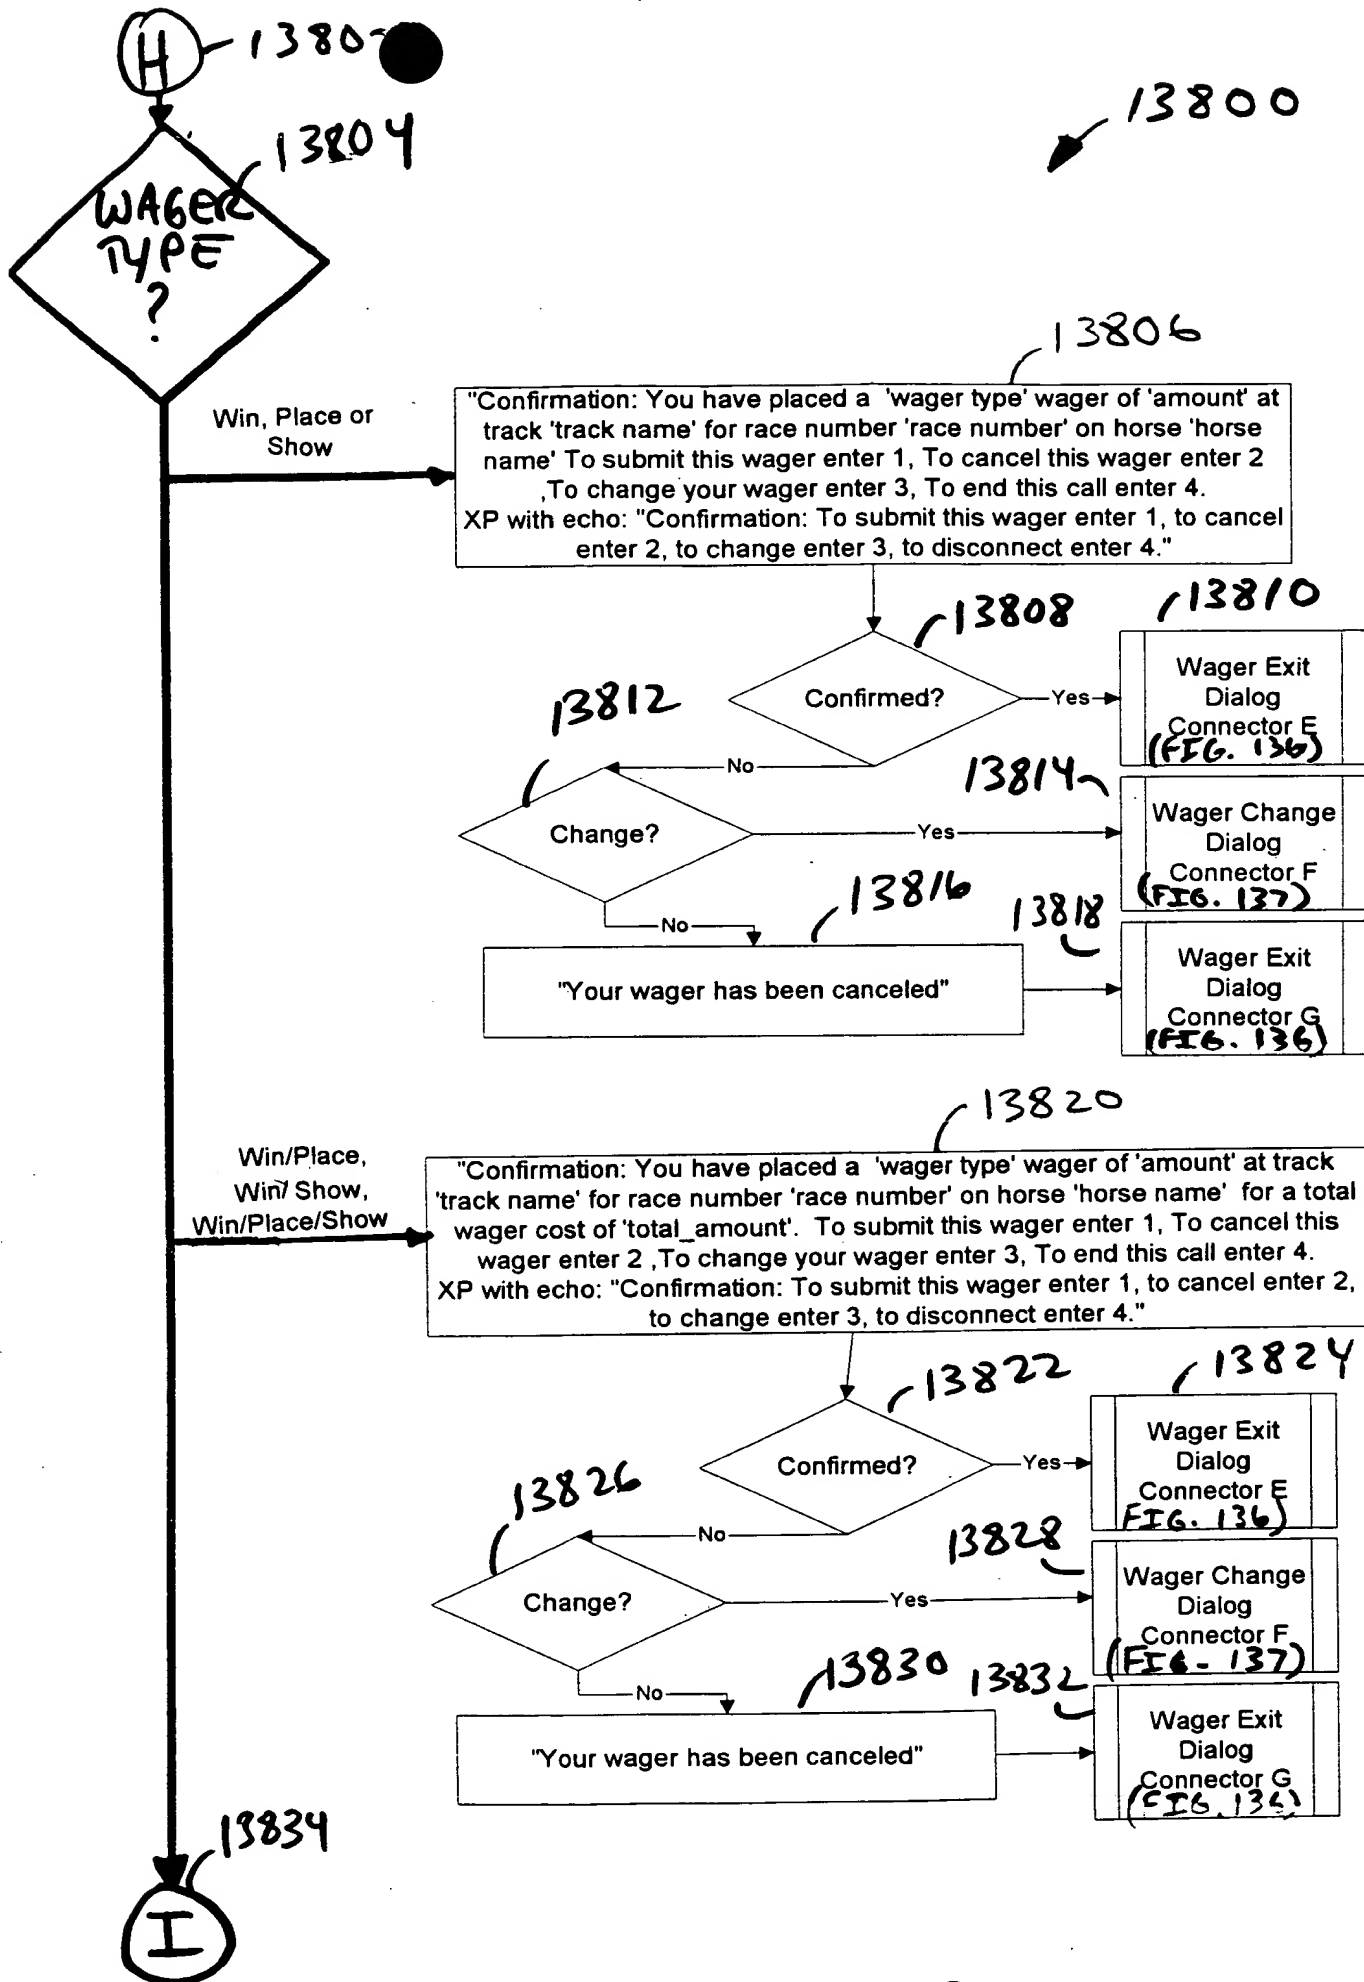 H
1380
13800
13804
WAGER
TYPE
?
13806
Win, Place or
Show
"Confirmation: You have placed a 'wager type' wager of 'amount' at
track 'track name' for race number 'race number' on horse 'horse
name' To submit this wager enter 1, To cancel this wager enter 2
,To change your wager enter 3, To end this call enter 4.
XP with echo: "Confirmation: To submit this wager enter 1, to cancel
enter 2, to change enter 3, to disconnect enter 4."
13808
13810
Confirmed?
Yes
Wager Exit
Dialog
Connector E
(FIG. 136)
13812
No
13814
Change?
Yes
Wager Change
Dialog
Connector F
(FIG. 137)
No
13816
13818
"Your wager has been canceled"
Wager Exit
Dialog
Connector G
(FIG. 136)
13820
Win/Place,
Win/ Show,
Win/Place/Show
"Confirmation: You have placed a 'wager type' wager of 'amount' at track
'track name' for race number 'race number' on horse 'horse name' for a total
wager cost of 'total_amount'. To submit this wager enter 1, To cancel this
wager enter 2 ,To change your wager enter 3, To end this call enter 4.
XP with echo: "Confirmation: To submit this wager enter 1, to cancel enter 2,
to change enter 3, to disconnect enter 4."
13822
13824
Confirmed?
Yes
Wager Exit
Dialog
Connector E
FIG. 136)
13826
No
13828
Change?
Yes
Wager Change
Dialog
Connector F
(FIG- 137)
No
13830
13832
"Your wager has been canceled"
Wager Exit
Dialog
Connector G
(FIG. 136)
13834
I